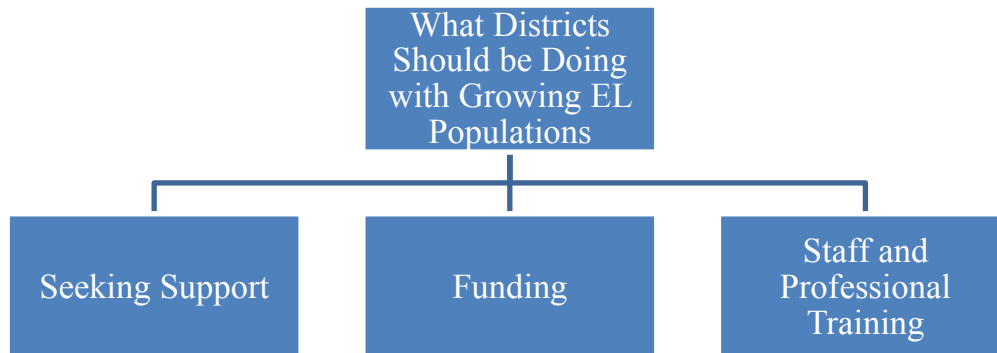 What Districts
Should be Doing
with Growing EL
Populations
Seeking Support
Funding
Staff and
Professional
Training